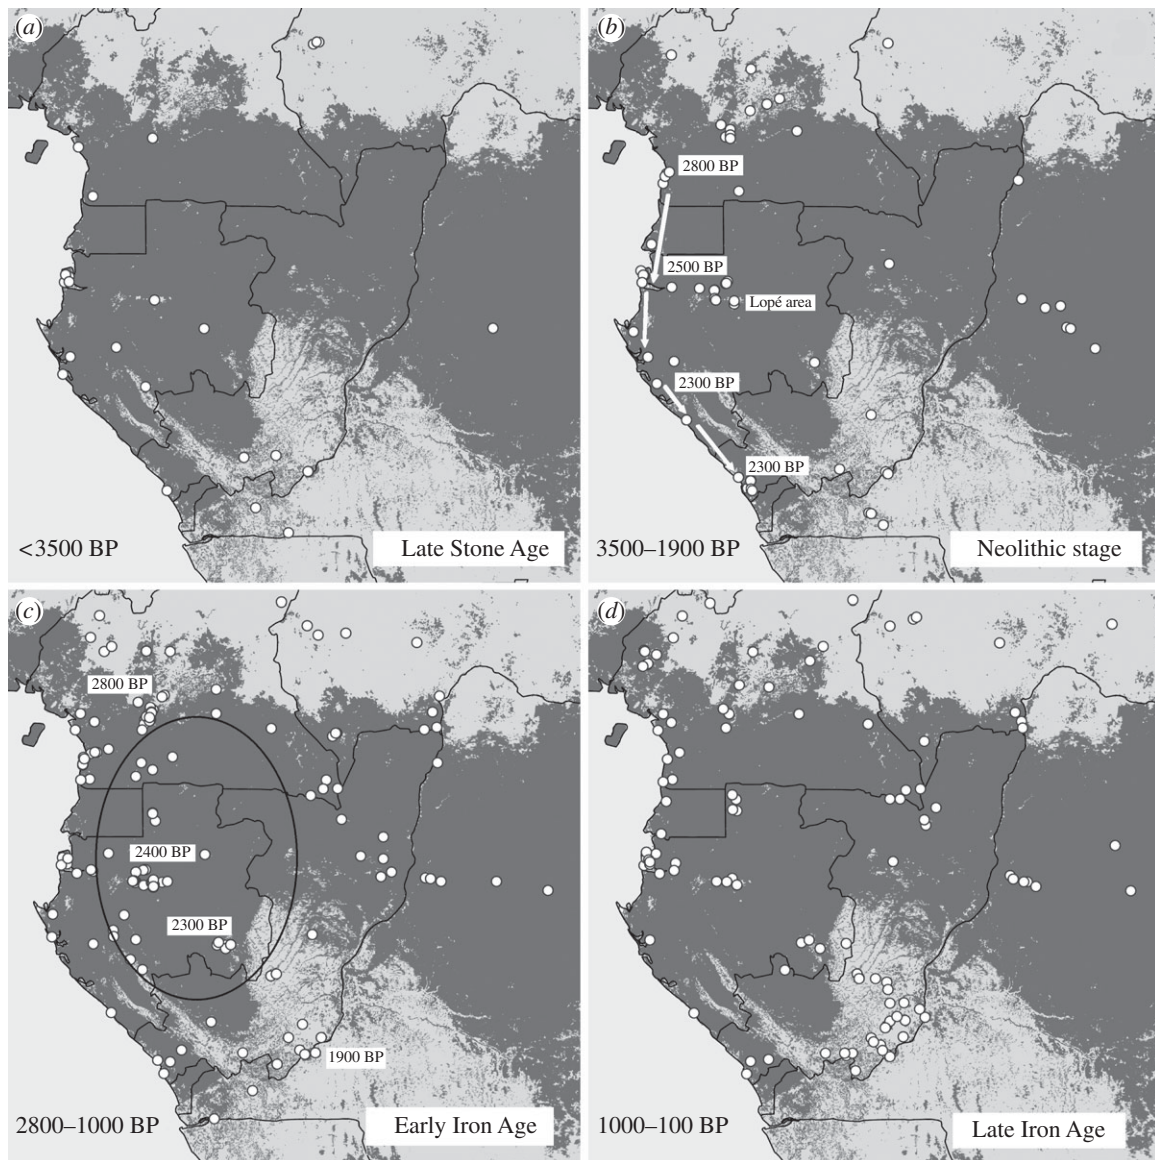 (a)
<3500 BP
Late Stone Age
(b)
2800 BP
2500 BP
Lopé area
2300 BP
2300 BP
3500–1900 BP
Neolithic stage
(c)
2800 BP
2400 BP
2300 BP
1900 BP
2800–1000 BP
Early Iron Age
(d)
1000–100 BP
Late Iron Age